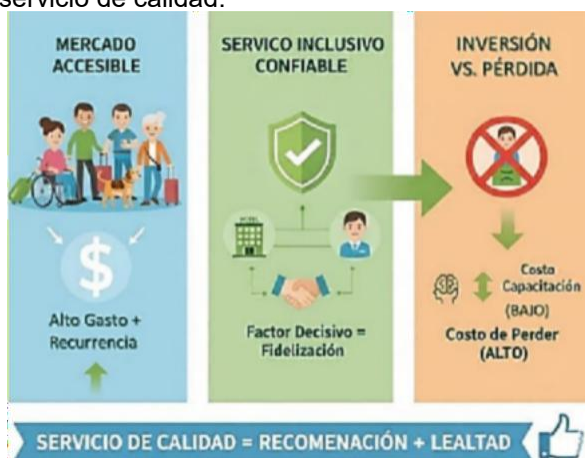 servicio de calidad.
MERCADO
ACCESIBLE
Alto Gasto +
Recurrencia
SERVICO INCLUSIVO
CONFIABLE
HOTEL
Factor Decisivo =
Fidelización
INVERSIÓN
VS. PÉRDIDA
Costo
Capacitación
(BAJO)
Costo de Perder
(ALTO)
SERVICIO DE CALIDAD = RECOMENACIÓN + LEALTAD